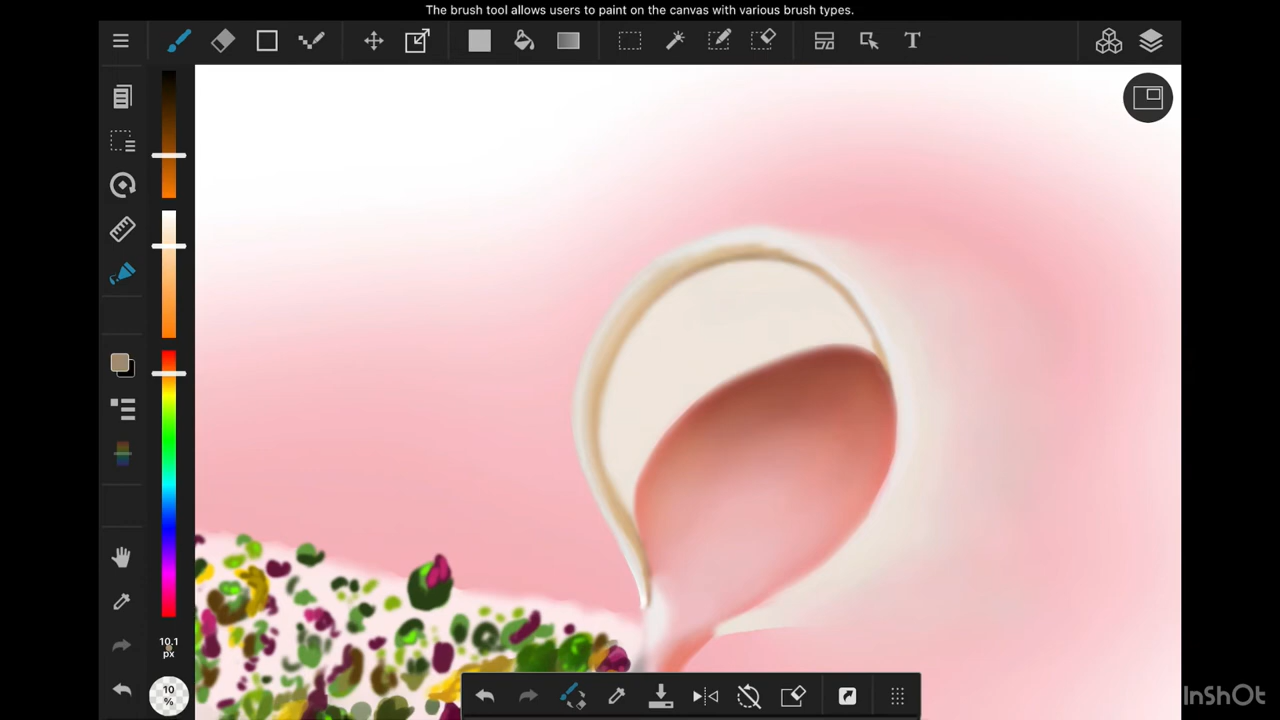 The brush tool allows users to paint on the canvas with various brush types.
T
10.1
px
10
%
InShOt